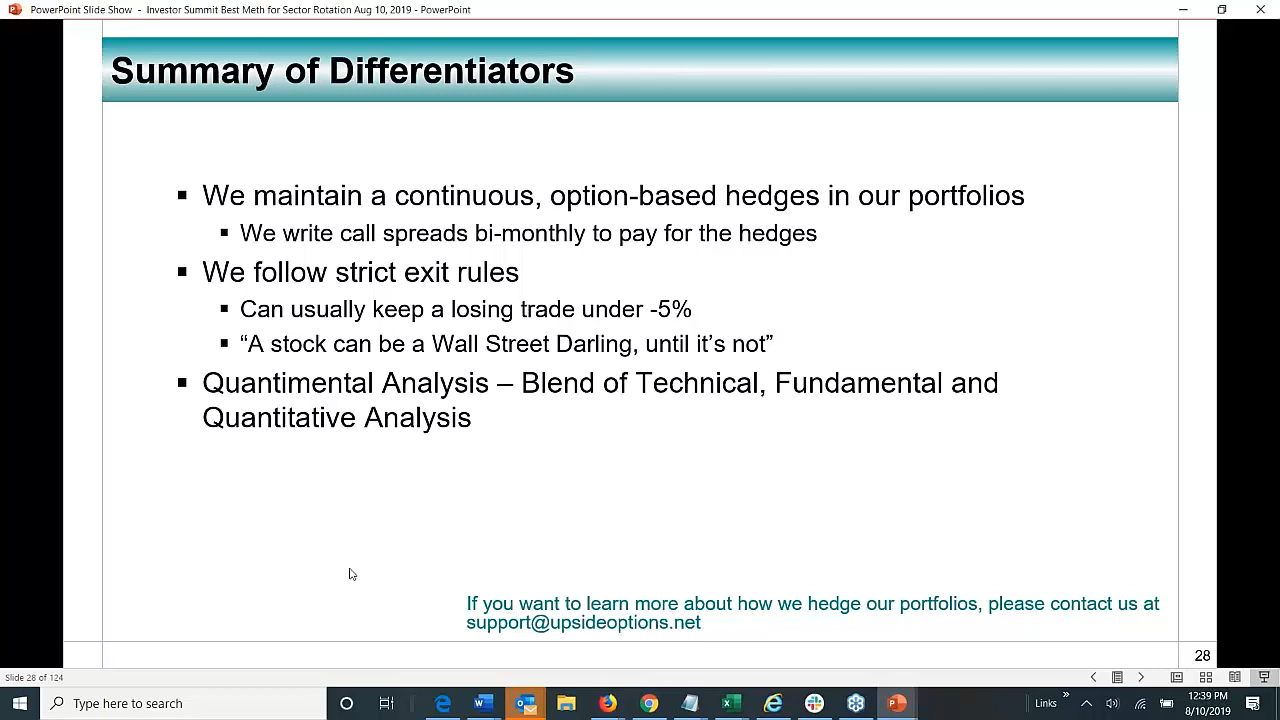 PowerPoint Slide Show - Investor Summit Best Meth for Sector Rotation Aug 10, 2019 - PowerPoint
Summary of Differentiators
▪ We maintain a continuous, option-based hedges in our portfolios
▪ We write call spreads bi-monthly to pay for the hedges
▪ We follow strict exit rules
▪ Can usually keep a losing trade under -5%
▪ “A stock can be a Wall Street Darling, until it’s not”
▪ Quantimental Analysis – Blend of Technical, Fundamental and
Quantitative Analysis
If you want to learn more about how we hedge our portfolios, please contact us at
support@upsideoptions.net
28
Slide 28 of 124
Type here to search
Links
12:39 PM
8/10/2019